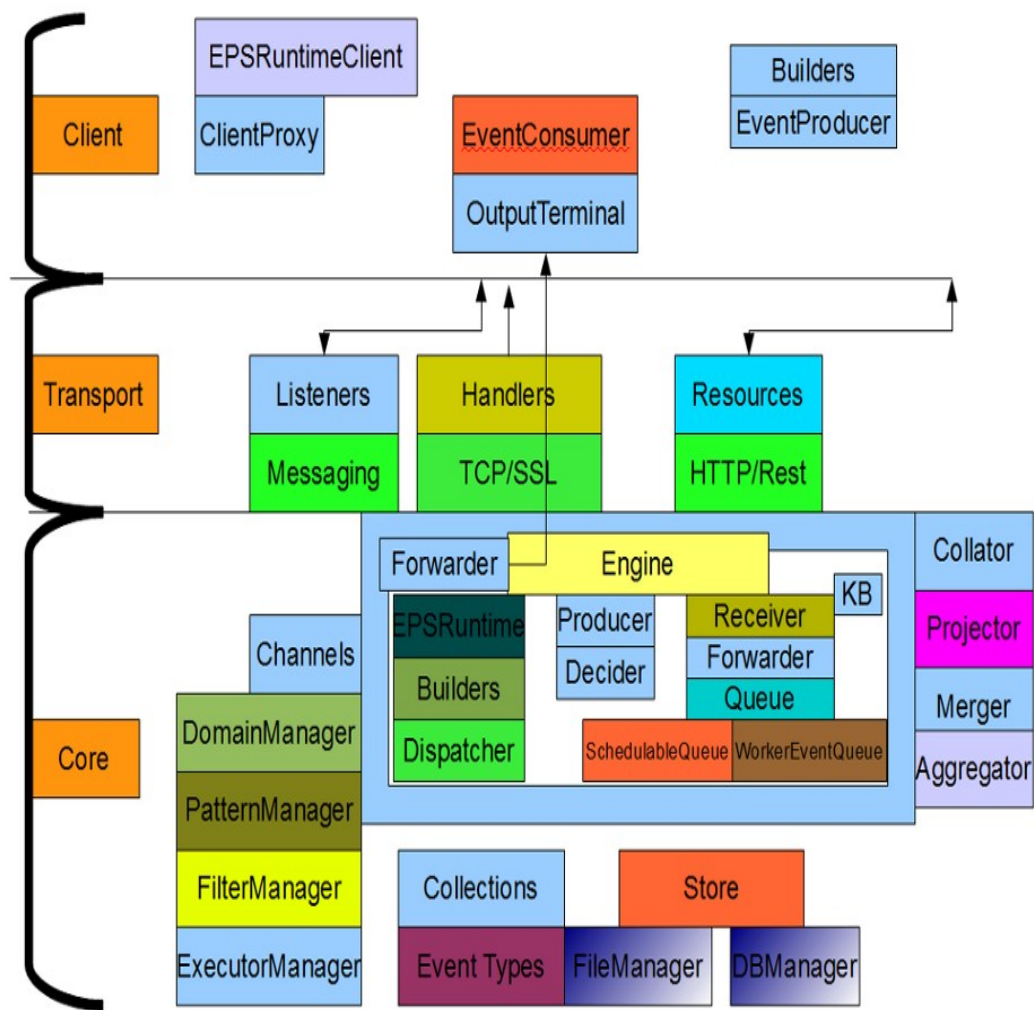 EPSRuntimeClient
Builders
Client
ClientProxy
EventConsumer
EventProducer
OutputTerminal
Transport
Listeners
Handlers
Resources
Messaging
TCP/SSL
HTTP/Rest
Forwarder
Engine
Collator
KB
EPSRuntime
Producer
Receiver
Projector
Channels
Forwarder
Decider
Builders
Queue
Merger
DomainManager
Core
Dispatcher
SchedulableQueue
WorkerEventQueue
Aggregator
PatternManager
FilterManager
Collections
Store
ExecutorManager
Event Types
FileManager
DBManager